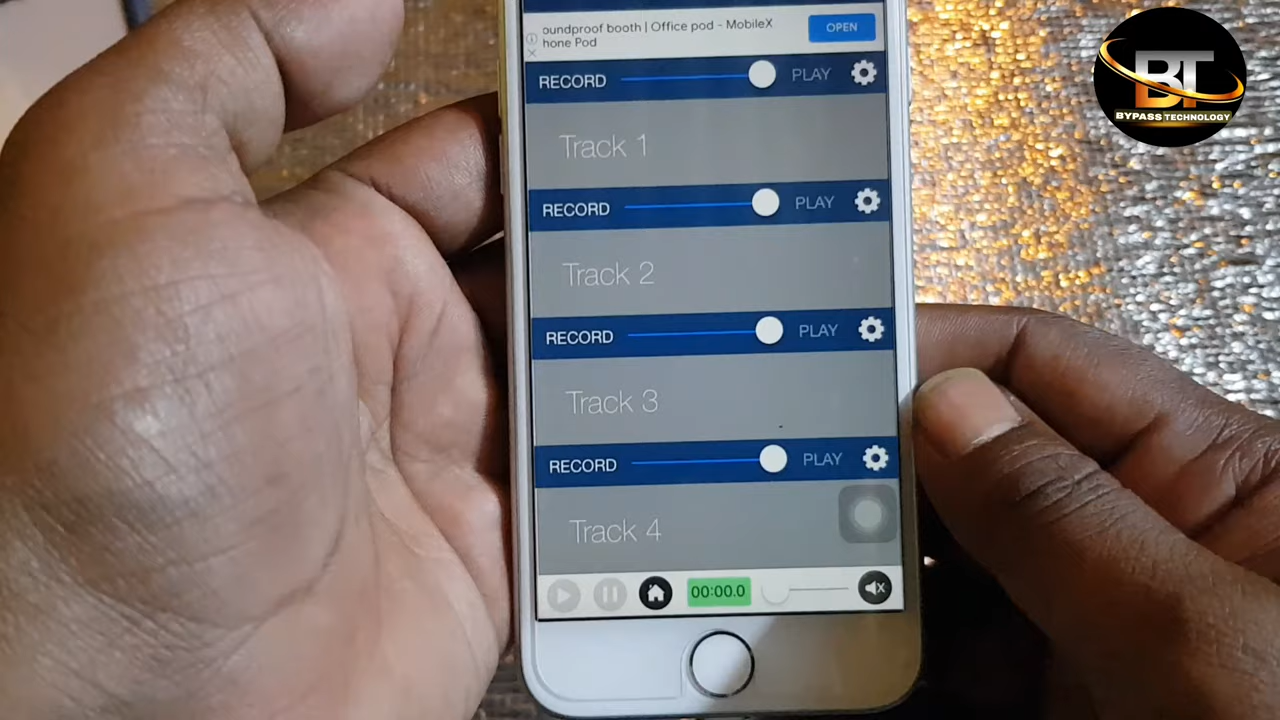 oundproof booth | Office pod - MobileX
hone Pod
OPEN
RECORD PLAY
Track 1
RECORD PLAY
Track 2
RECORD PLAY
Track 3
RECORD PLAY
Track 4
00:00.0
BT
BYPASS TECHNOLOGY